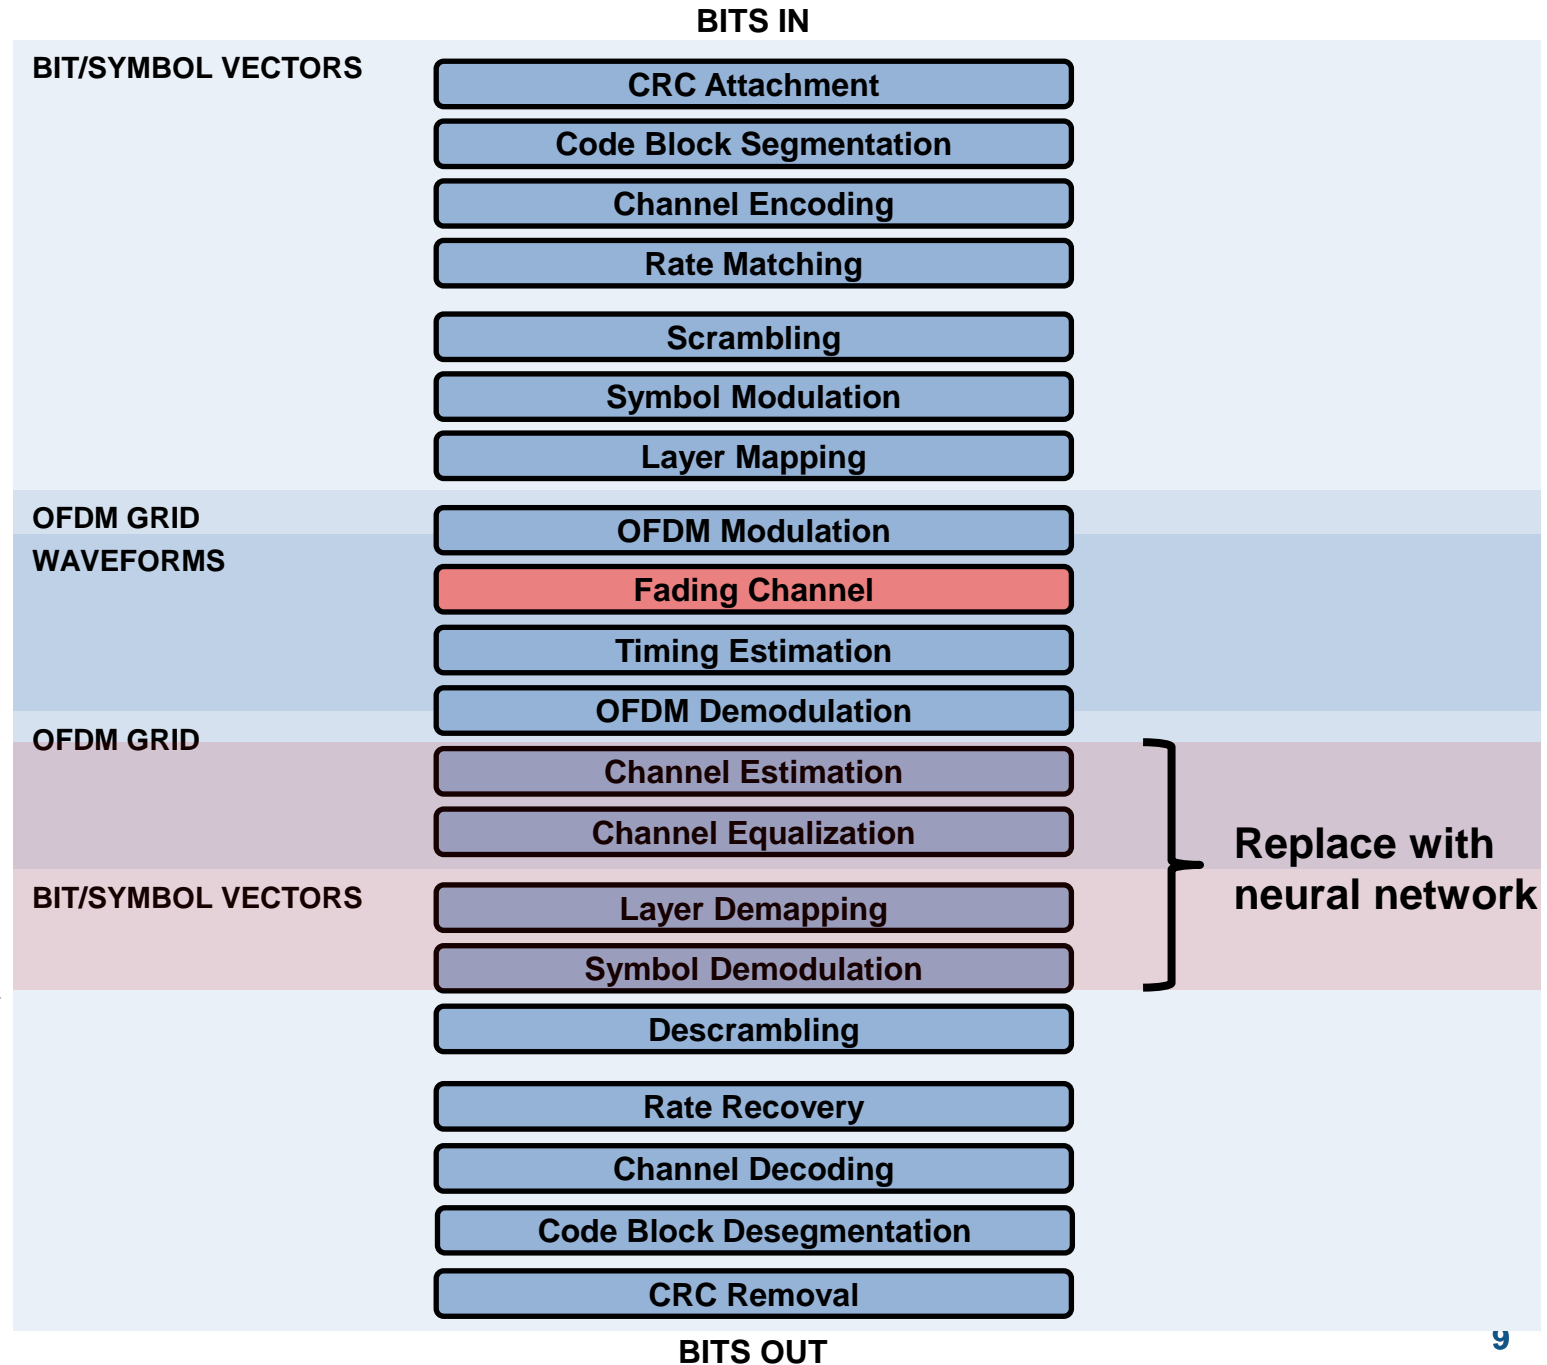 BITS IN
BIT/SYMBOL VECTORS
CRC Attachment
Code Block Segmentation
Channel Encoding
Rate Matching
Scrambling
Symbol Modulation
Layer Mapping
OFDM GRID
OFDM Modulation
WAVEFORMS
Fading Channel
Timing Estimation
OFDM Demodulation
OFDM GRID
Channel Estimation
Channel Equalization
Replace with
neural network
BIT/SYMBOL VECTORS
Layer Demapping
Symbol Demodulation
Descrambling
Rate Recovery
Channel Decoding
Code Block Desegmentation
CRC Removal
BITS OUT
9